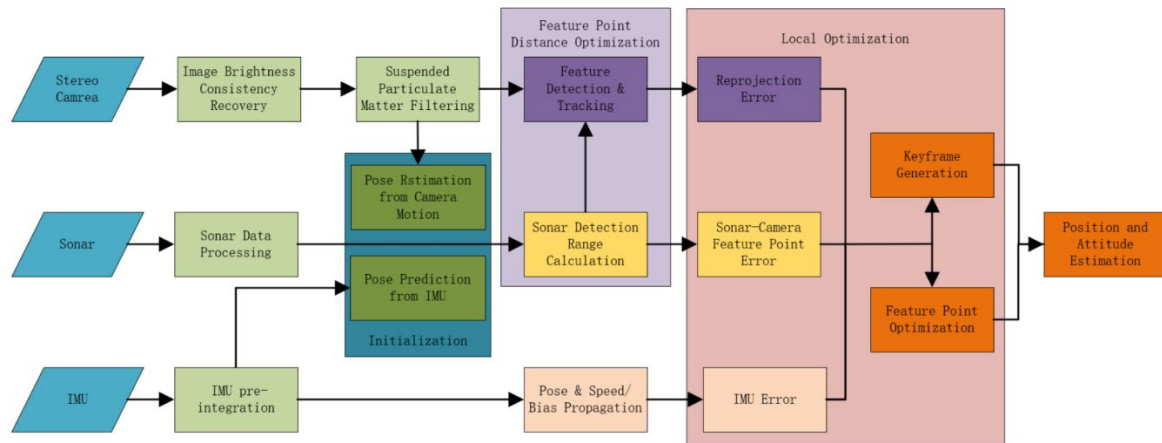 Feature Point
Distance Optimization
Local Optimization
Stereo
Camrea
Image Brightness
Consistency
Recovery
Suspended
Particulate
Matter Filtering
Feature
Detection &
Tracking
Reprojection
Error
Keyframe
Generation
Pose Rstimation
from Camera
Motion
Sonar
Sonar Data
Processing
Sonar Detection
Range
Calculation
Sonar-Camera
Feature Point
Error
Position and
Attitude
Estimation
Pose Prediction
from IMU
Feature Point
Optimization
Initialization
IMU
IMU pre-
integration
Pose & Speed/
Bias Propagation
IMU Error